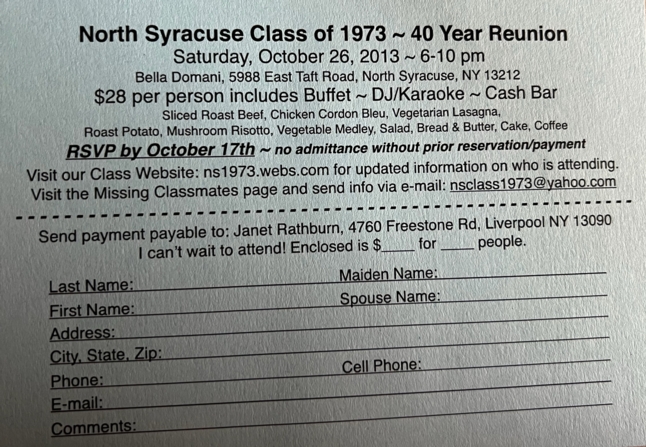 North Syracuse Class of 1973 ~ 40 Year Reunion
Saturday, October 26, 2013 ~ 6-10 pm
Bella Domani, 5988 East Taft Road, North Syracuse, NY 13212
$28 per person includes Buffet ~ DJ/Karaoke ~ Cash Bar
Sliced Roast Beef, Chicken Cordon Bleu, Vegetarian Lasagna,
Roast Potato, Mushroom Risotto, Vegetable Medley, Salad, Bread & Butter, Cake, Coffee
RSVP by October 17th ~ no admittance without prior reservation/payment
Visit our Class Website: ns1973.webs.com for updated information on who is attending.
Visit the Missing Classmates page and send info via e-mail: nsclass1973@yahoo.com
Send payment payable to: Janet Rathburn, 4760 Freestone Rd, Liverpool NY 13090
I can't wait to attend! Enclosed is $____ for ____ people.
Last Name: Maiden Name:
First Name: Spouse Name:
Address:
City, State, Zip:
Phone: Cell Phone:
E-mail:
Comments: